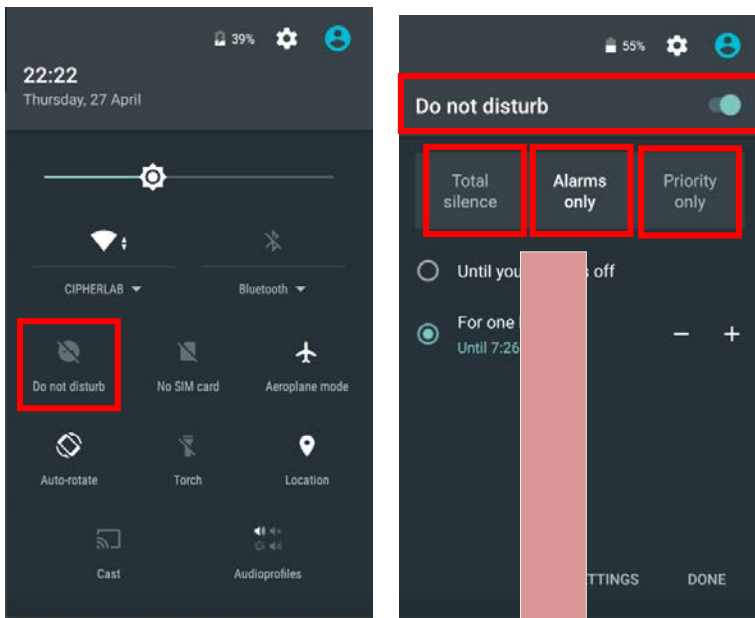 39%
22:22
Thursday, 27 April
CIPHERLAB
Bluetooth
Do not disturb
No SIM card
Aeroplane mode
Auto-rotate
Torch
Location
Cast
Audioprofiles
55%
Do not disturb
Total
silence
Alarms
only
Priority
only
Until off
For one
Until 7:26
DONE